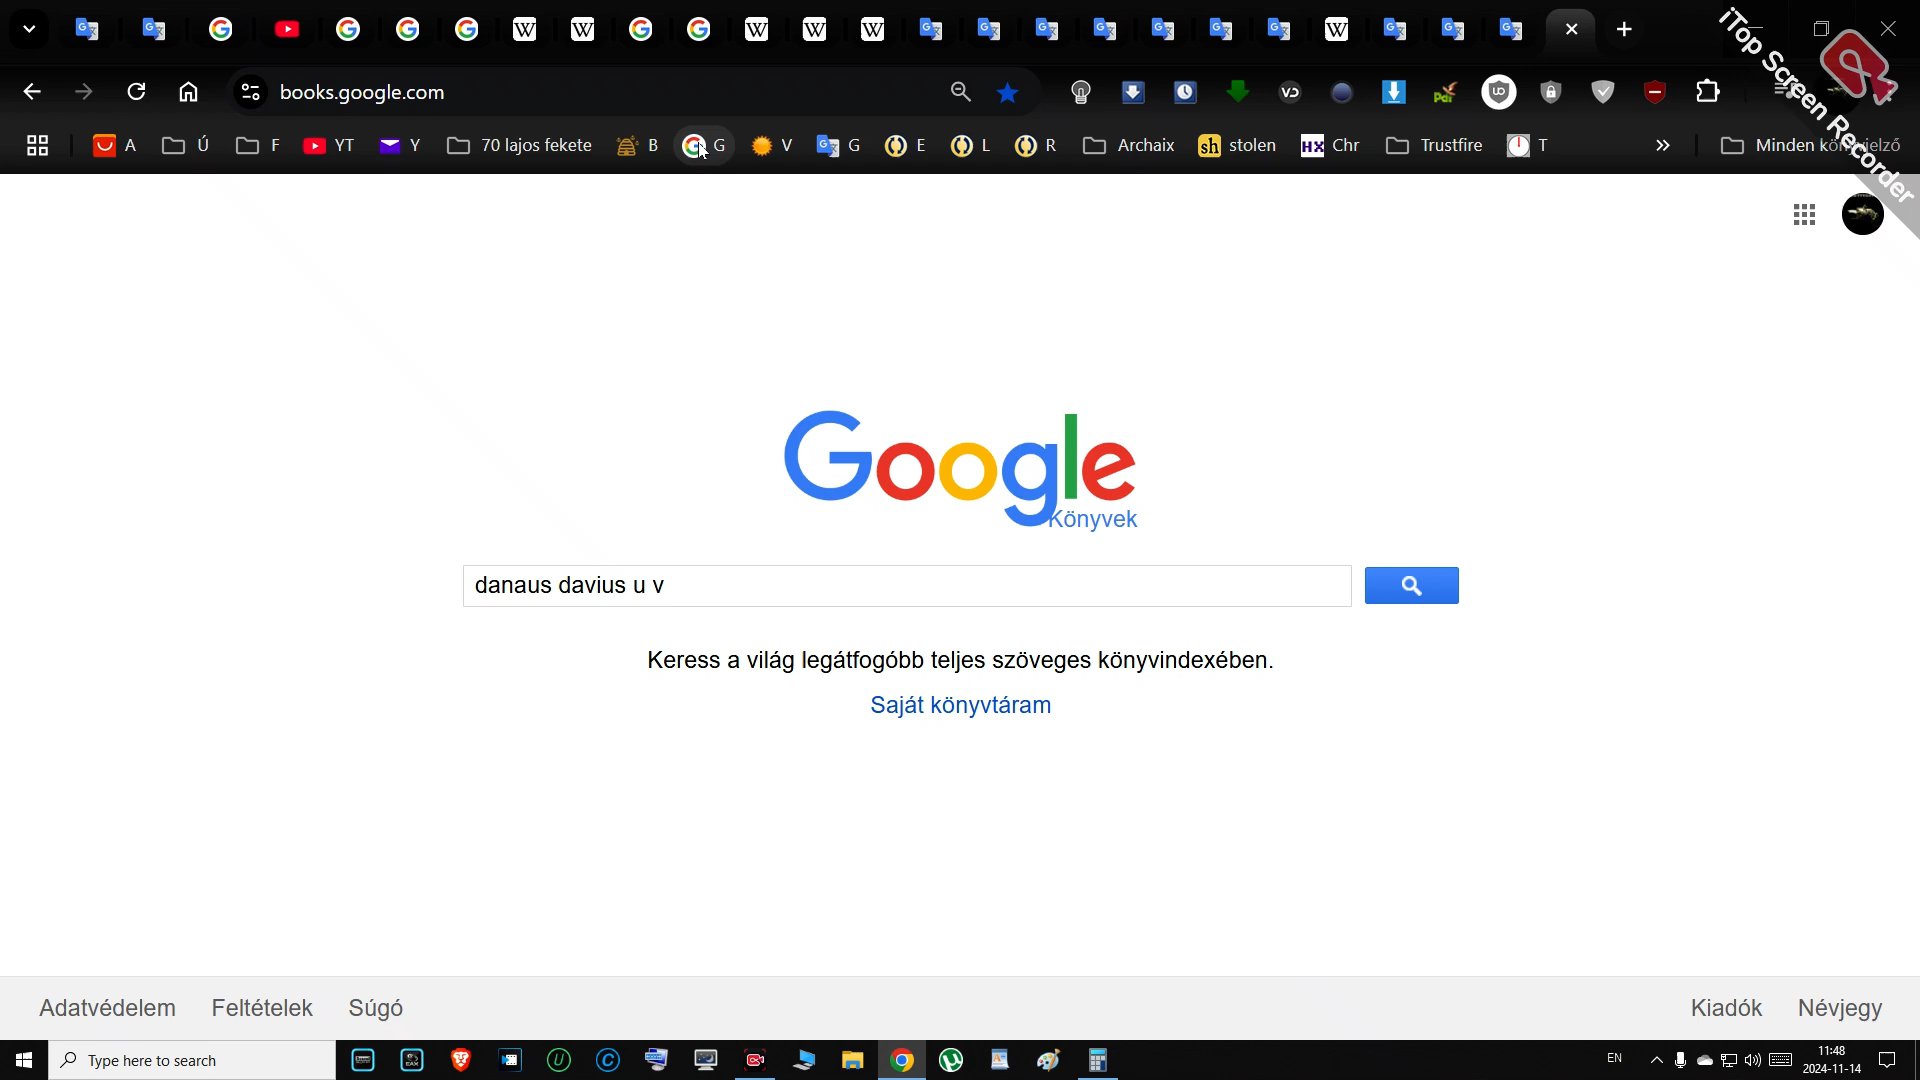 books.google.com
A
Ú
F
YT
Y
70 lajos fekete
B
G
V
G
E
L
R
Archaix
sh stolen
HX Chr
Trustfire
T
»
Minden
iTop Screen Recorder
Google
Könyvek
danaus davius u v
Keress a világ legátfogóbb teljes szöveges könyvindexében.
Saját könyvtáram
Adatvédelem Feltételek Súgó
Kiadók Névjegy
Type here to search
EN
11:48
2024-11-14